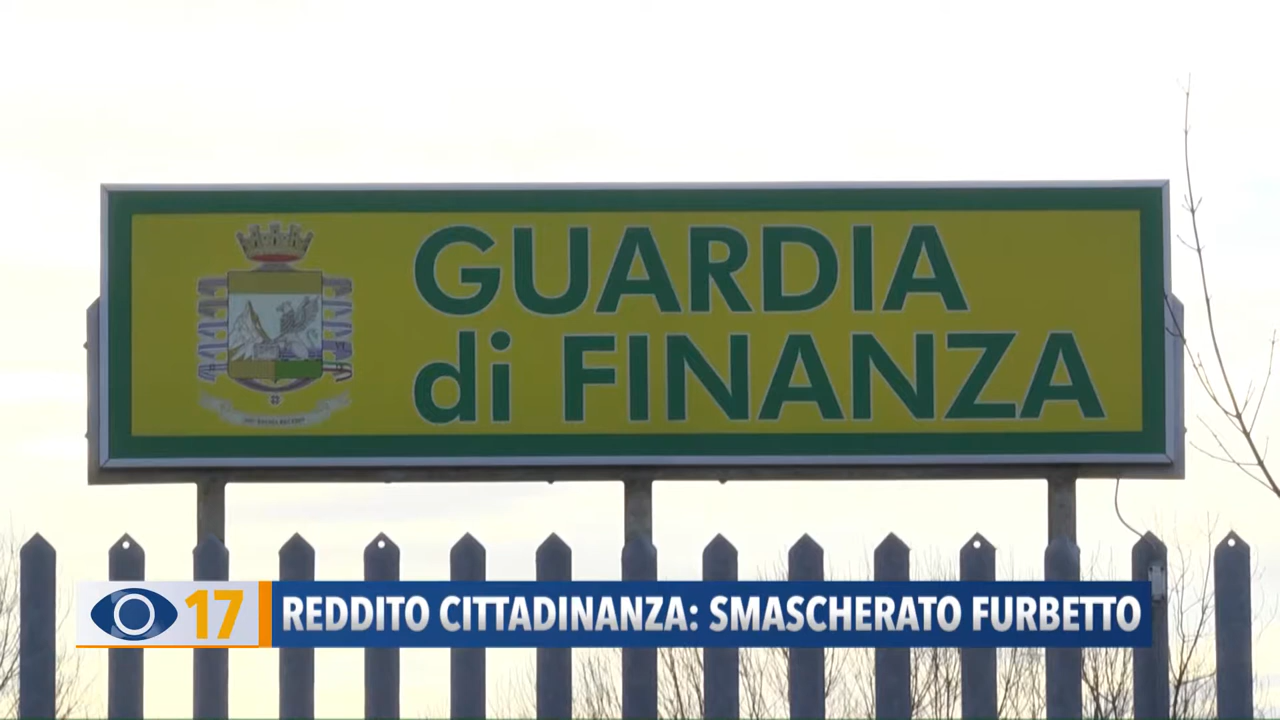 GUARDIA
di FINANZA
17
REDDITO CITTADINANZA: SMASCHERATO FURBETTO